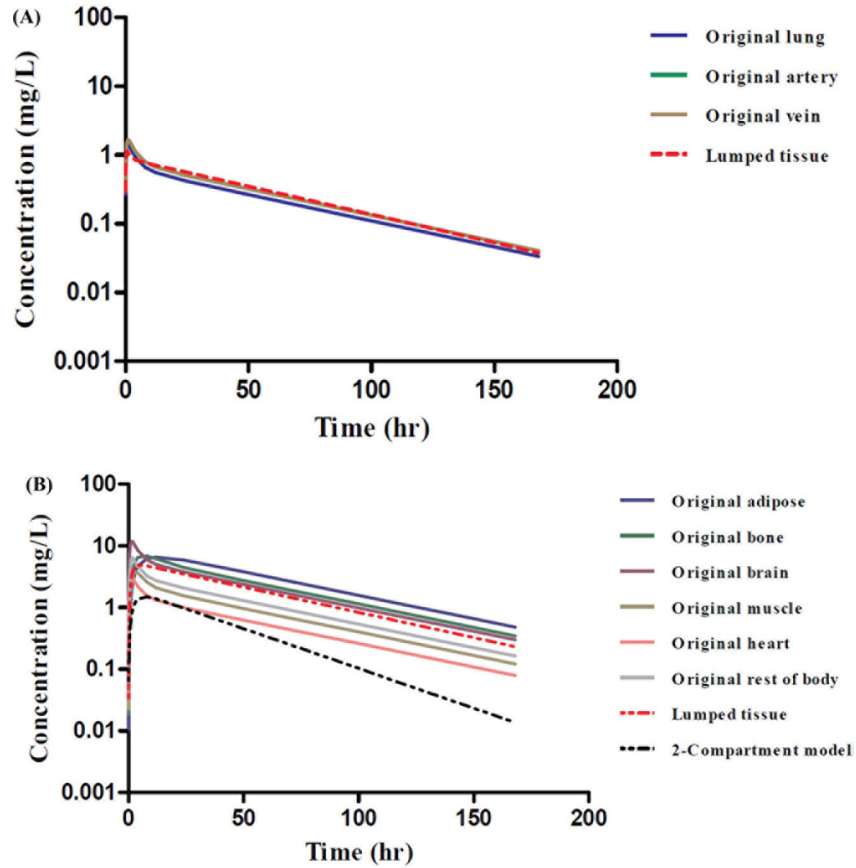 (A)
100
10
1
0.1
0.01
0.001
Concentration (mg/L)
0 50 100 150 200
Time (hr)
Original lung
Original artery
Original vein
Lumped tissue
(B)
100
10
1
0.1
0.01
0.001
Concentration (mg/L)
0 50 100 150 200
Time (hr)
Original adipose
Original bone
Original brain
Original muscle
Original heart
Original rest of body
Lumped tissue
2-Compartment model